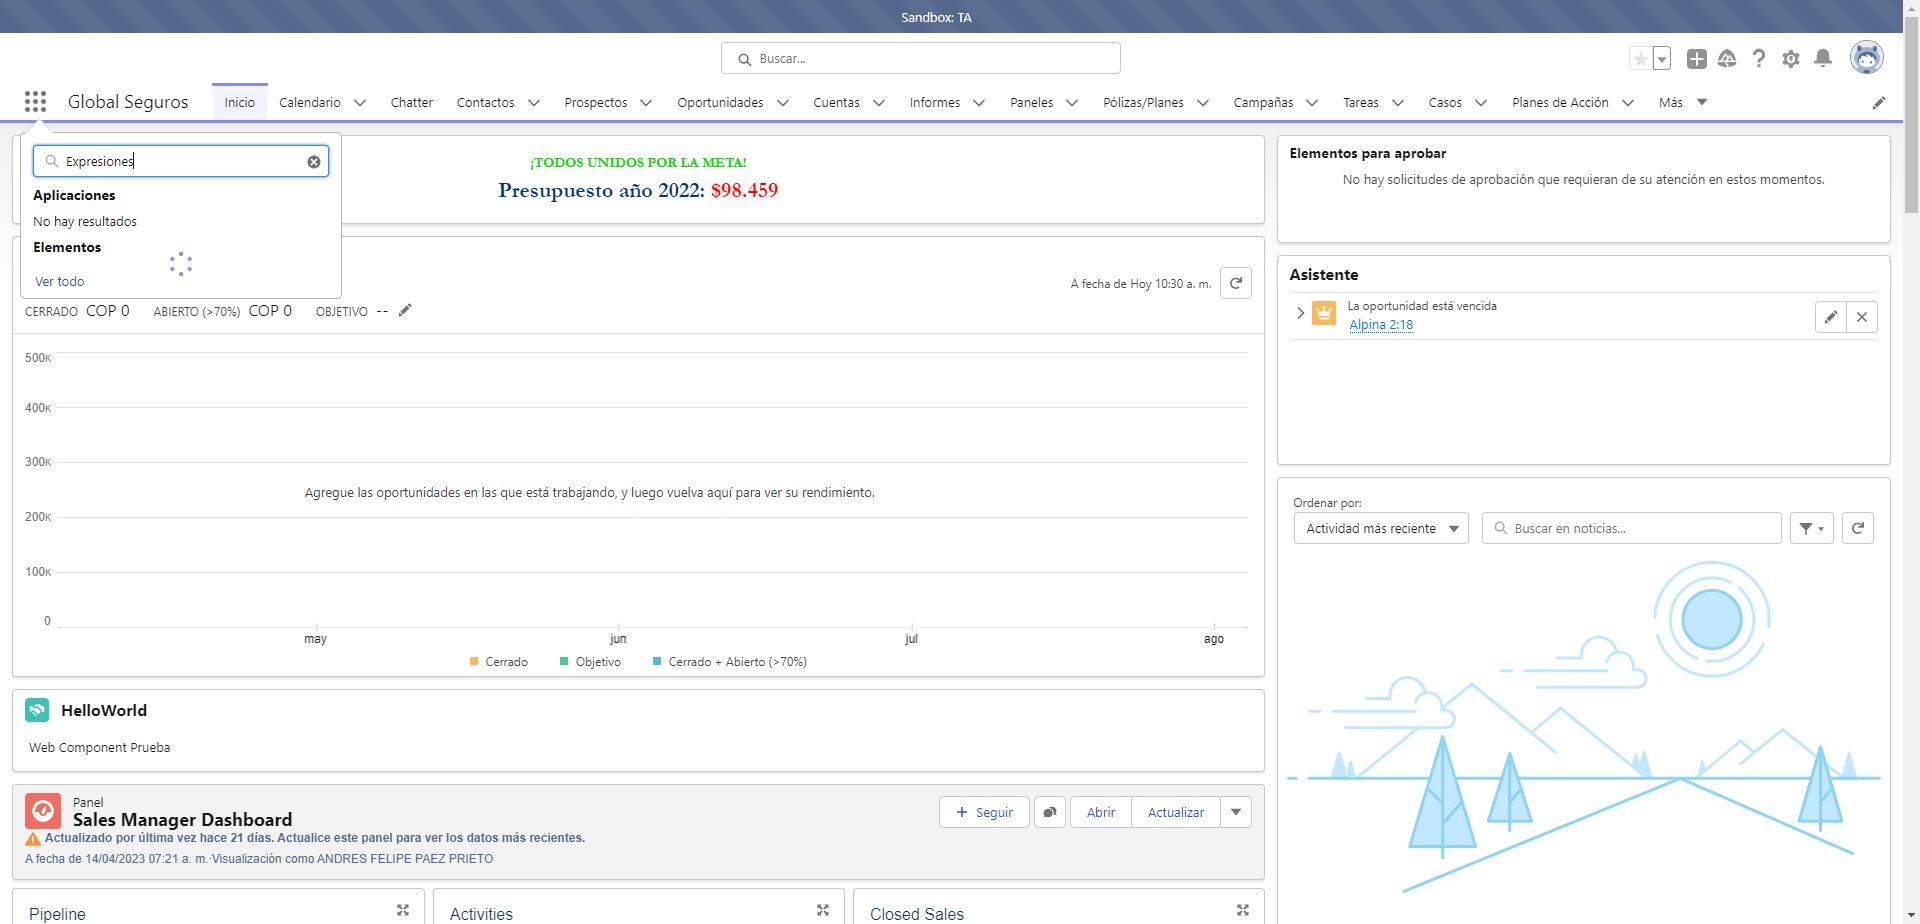 Sandbox: TA
Buscar...
Global Seguros
Inicio
Calendario
Chatter
Contactos
Prospectos
Oportunidades
Cuentas
Informes
Paneles
Pólizas/Planes
Campañas
Tareas
Casos
Planes de Acción
Más
Expresiones
Aplicaciones
No hay resultados
Elementos
Ver todo
¡TODOS UNIDOS POR LA META!
Presupuesto año 2022: $98.459
A fecha de Hoy 10:30 a. m.
CERRADO COP 0 ABIERTO (>70%) COP 0 OBJETIVO --
500K
400K
300K
200K
100K
0
Agregue las oportunidades en las que está trabajando, y luego vuelva aquí para ver su rendimiento.
may jun jul ago
Cerrado Objetivo Cerrado + Abierto (>70%)
HelloWorld
Web Component Prueba
Panel
Sales Manager Dashboard
Actualizado por última vez hace 21 días. Actualice este panel para ver los datos más recientes.
A fecha de 14/04/2023 07:21 a. m.·Visualización como ANDRES FELIPE PAEZ PRIETO
Seguir
Abrir
Actualizar
Pipeline
Activities
Closed Sales
Elementos para aprobar
No hay solicitudes de aprobación que requieran de su atención en estos momentos.
Asistente
La oportunidad está vencida
Alpina 2:18
Ordenar por:
Actividad más reciente
Buscar en noticias...